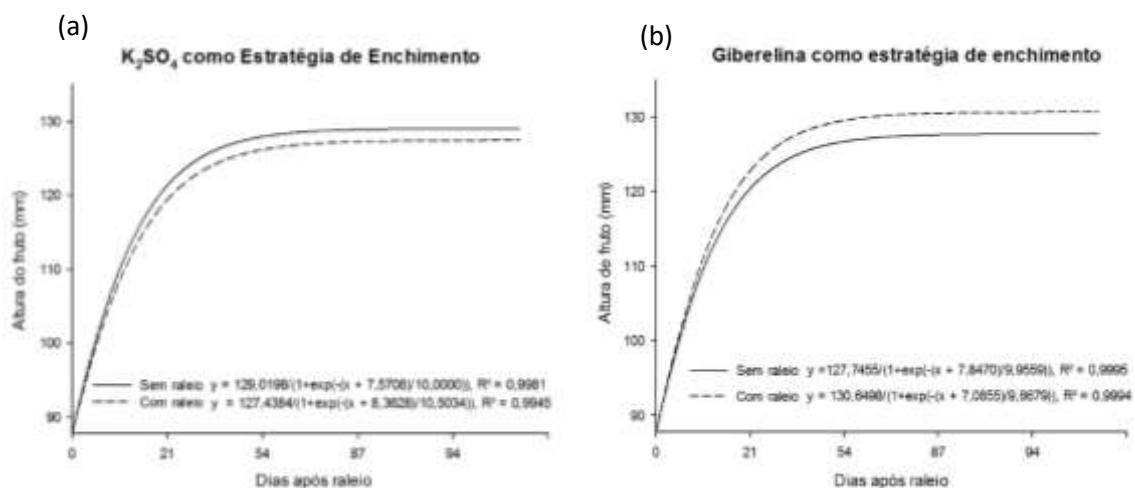 (a)
K₂SO₄ como Estratégia de Enchimento
Altura do fruto (mm)
130
120
110
100
90
Sem raleio y = 129,0198/(1+exp(-(x + 7,5708)/10,0000)), R² = 0,9981
Com raleio y = 127,4384/(1+exp(-(x + 8,3628)/10,5034)), R² = 0,9945
0 21 54 87 94
Dias após raleio
(b)
Giberelina como estratégia de enchimento
Altura de fruto (mm)
130
120
110
100
90
Sem raleio y =127,7455/(1+exp(-(x + 7,8470)/9,9559)), R² = 0,9995
Com raleio y = 130,6498/(1+exp(-(x + 7,0855)/9,8679)), R² = 0,9994
0 21 54 87 94
Dias após raleio